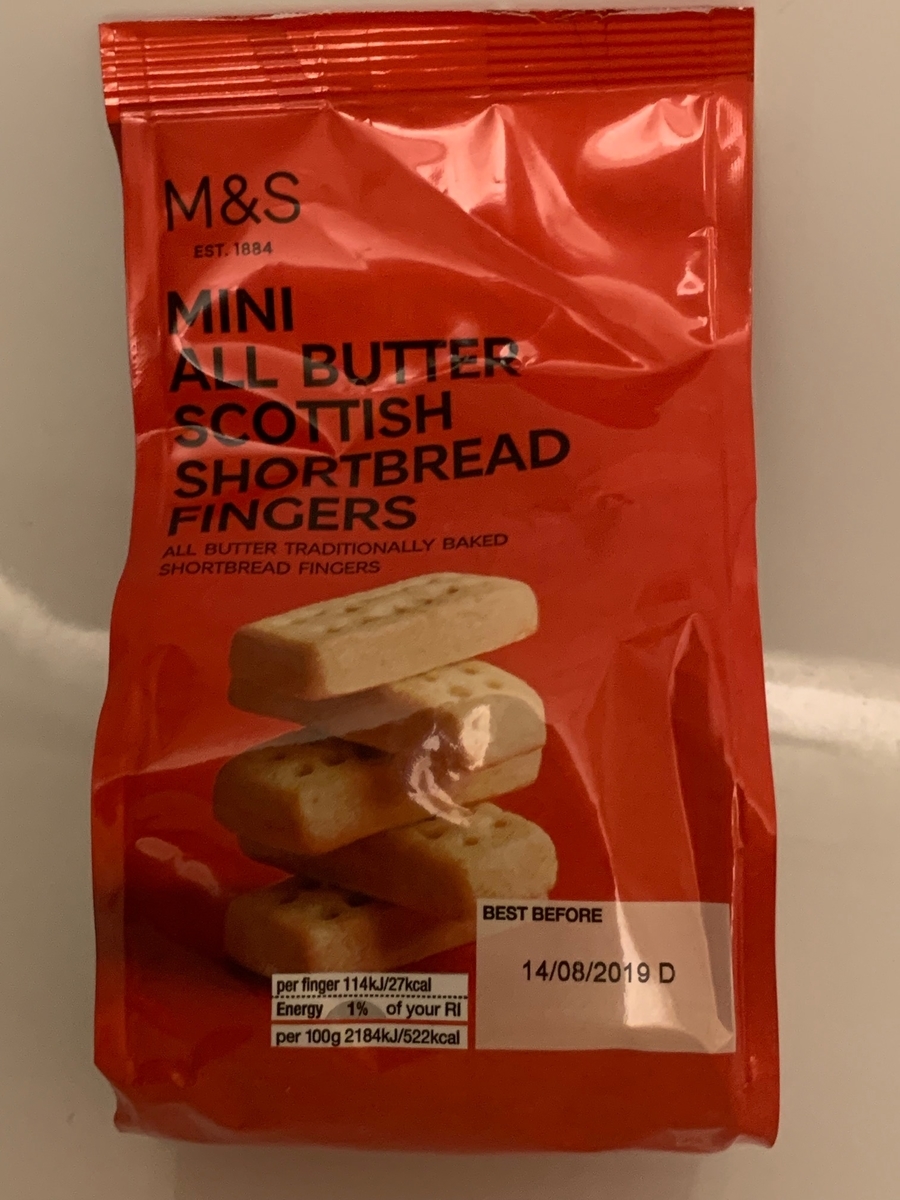 M&S
EST. 1884
MINI
ALL BUTTER
SCOTTISH
SHORTBREAD
FINGERS
ALL BUTTER TRADITIONALLY BAKED
SHORTBREAD FINGERS
BEST BEFORE
14/08/2019 D
per finger 114kJ/27kcal
Energy 1% of your RI
per 100g 2184kJ/522kcal